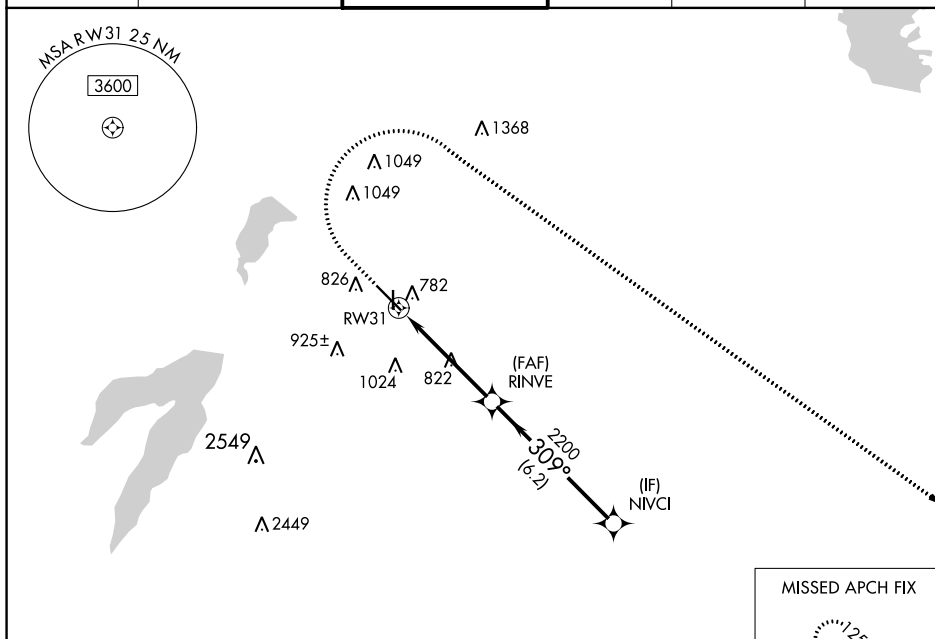 MSA RW31 25 NM
3600
1368
1049
1049
826
782
RW31
925±
1024
822
(FAF)
RINVE
2549
2200
309°
(6.2)
(IF)
NIVCI
2449
MISSED APCH FIX
125